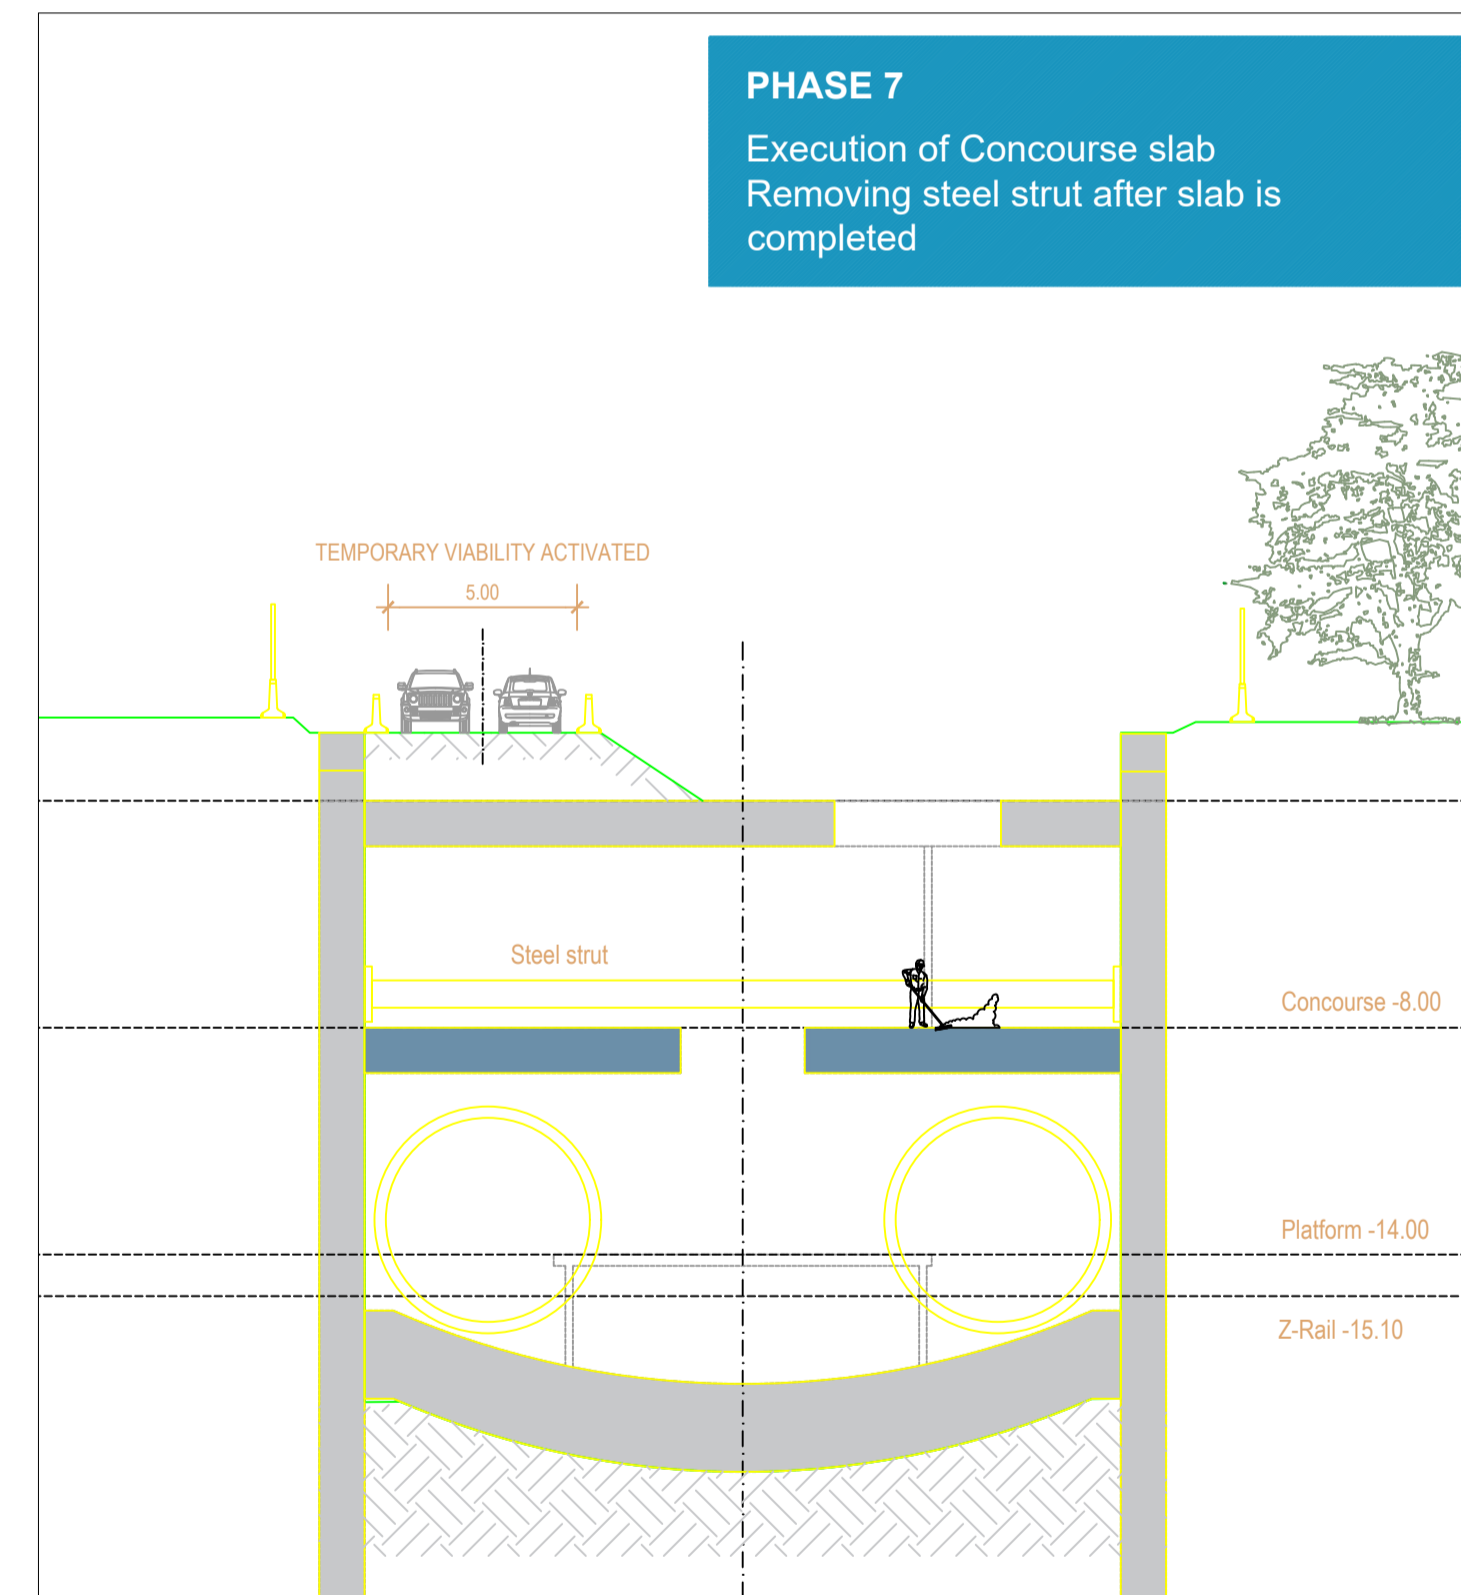 PHASE 7
Execution of Concourse slab
Removing steel strut after slab is
completed
TEMPORARY VIABILITY ACTIVATED
5.00
Steel strut
Concourse -8.00
Platform -14.00
Z-Rail -15.10